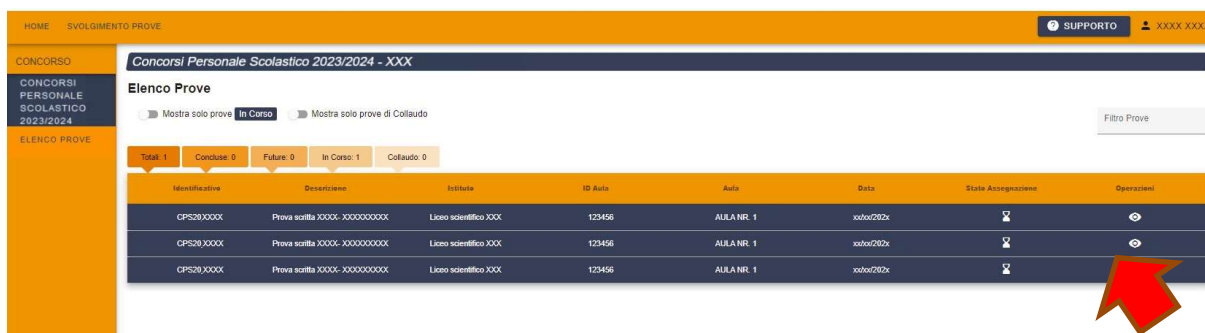 HOME SVOLGIMENTO PROVE SUPPORTO XXXX XXX
CONCORSO
CONCORSI
PERSONALE
SCOLASTICO
2023/2024
ELENCO PROVE
Concorsi Personale Scolastico 2023/2024 - XXX
Elenco Prove
Mostra solo prove In Corso Mostra solo prove di Collaudo
Filtro Prove
Totali: 1 Concluse: 0 Future: 0 In Corso: 1 Collaudo: 0
Identificativo Descrizione Istituto ID Aula Aula Data Stato Assegnazione Operazioni
CPS20XXXX Prova scritta XXXX- XXXXXXXXX Liceo scientifico XXX 123456 AULA NR. 1 xx/xx/202x
CPS20XXXX Prova scritta XXXX- XXXXXXXXX Liceo scientifico XXX 123456 AULA NR. 1 xx/xx/202x
CPS20XXXX Prova scritta XXXX- XXXXXXXXX Liceo scientifico XXX 123456 AULA NR. 1 xx/xx/202x